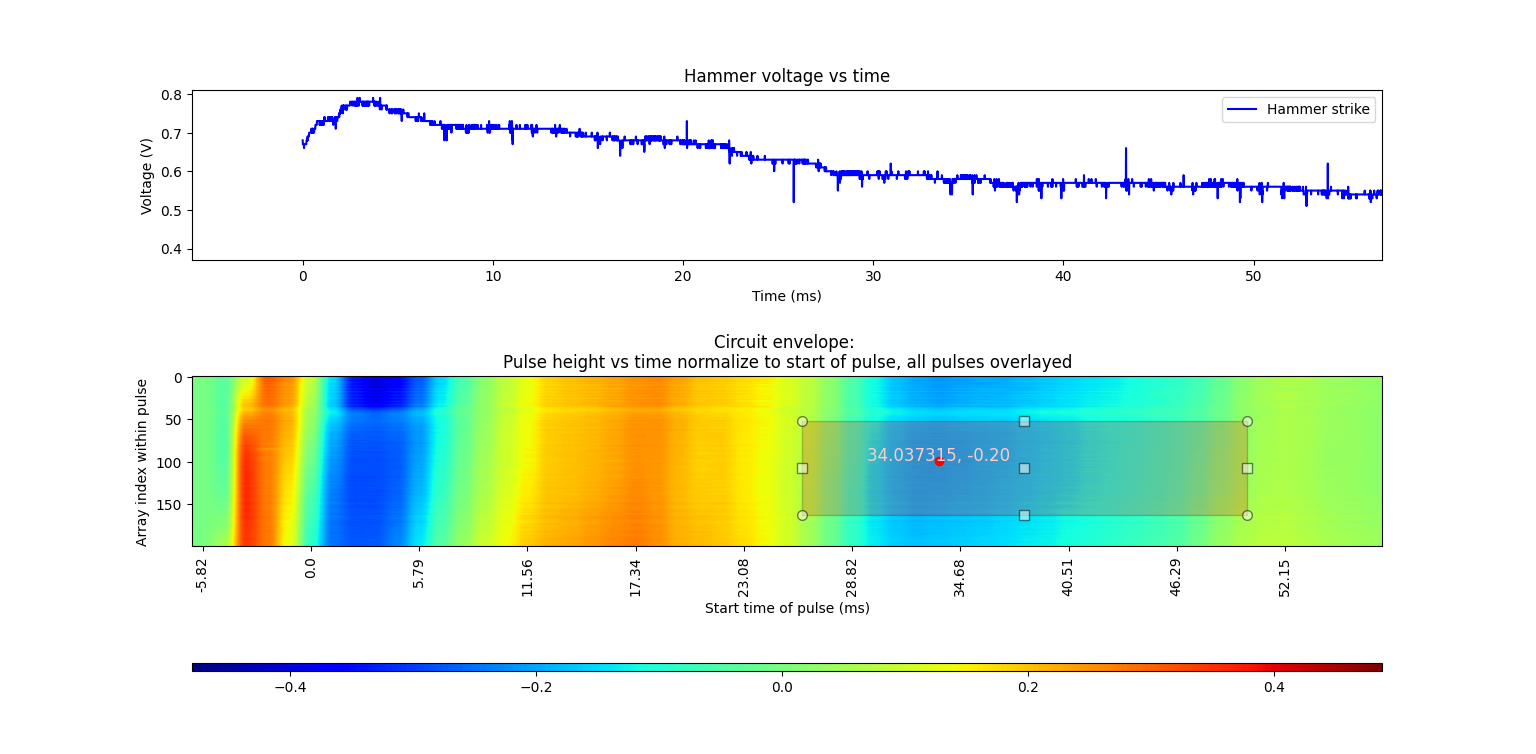 Hammer voltage vs time
0.8
0.7
0.6
0.5
0.4
Voltage (V)
Hammer strike
0 10 20 30 40 50
Time (ms)
Circuit envelope:
Pulse height vs time normalize to start of pulse, all pulses overlayed
0
50
100
150
Array index within pulse
34.037315, -0.20
-5.82 0.0 5.79 11.56 17.34 23.08 28.82 34.68 40.51 46.29 52.15
Start time of pulse (ms)
−0.4 −0.2 0.0 0.2 0.4